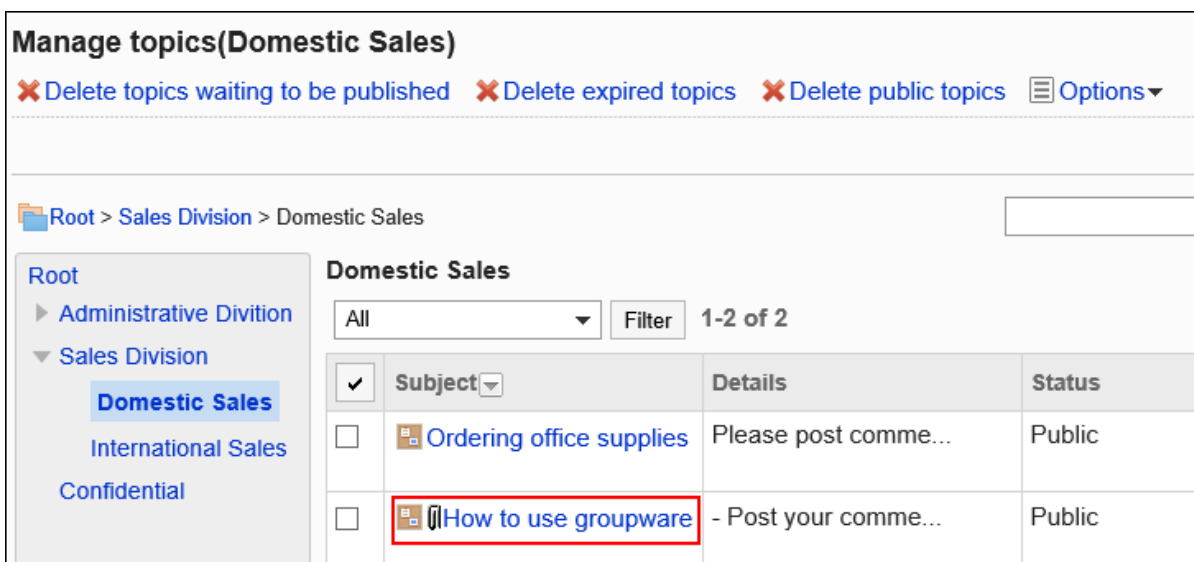 Manage topics(Domestic Sales)
Delete topics waiting to be published Delete expired topics Delete public topics Options
Root > Sales Division > Domestic Sales
Root
Administrative Divition
Sales Division
Domestic Sales
International Sales
Confidential
Domestic Sales
All Filter 1-2 of 2
Subject Details Status
Ordering office supplies Please post comme... Public
How to use groupware - Post your comme... Public